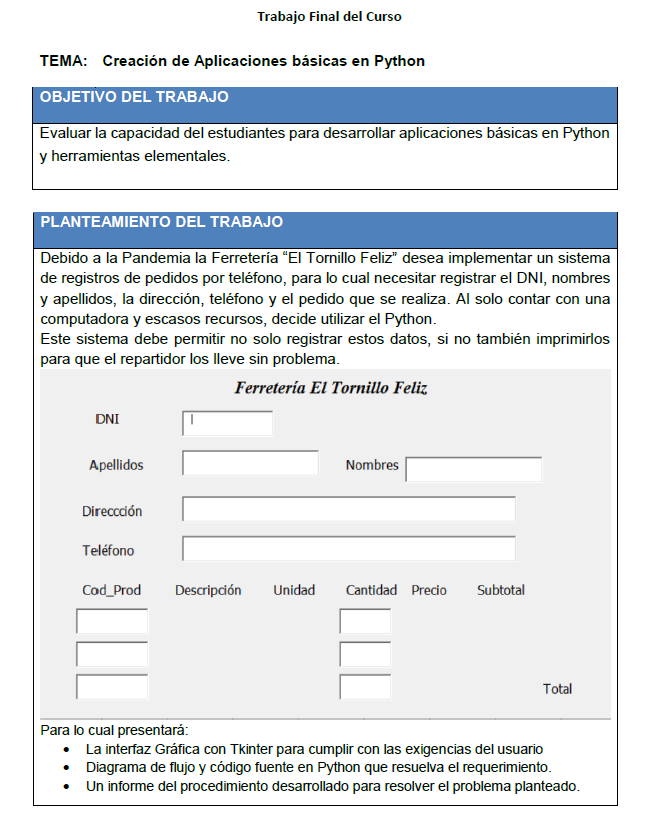 Trabajo Final del Curso
TEMA: Creación de Aplicaciones básicas en Python
OBJETIVO DEL TRABAJO
Evaluar la capacidad del estudiantes para desarrollar aplicaciones básicas en Python
y herramientas elementales.
PLANTEAMIENTO DEL TRABAJO
Debido a la Pandemia la Ferretería “El Tornillo Feliz” desea implementar un sistema
de registros de pedidos por teléfono, para lo cual necesitar registrar el DNI, nombres
y apellidos, la dirección, teléfono y el pedido que se realiza. Al solo contar con una
computadora y escasos recursos, decide utilizar el Python.
Este sistema debe permitir no solo registrar estos datos, si no también imprimirlos
para que el repartidor los lleve sin problema.
Ferretería El Tornillo Feliz
DNI
Apellidos Nombres
Direccción
Teléfono
Cod_Prod Descripción Unidad Cantidad Precio Subtotal
Total
Para lo cual presentará:
• La interfaz Gráfica con Tkinter para cumplir con las exigencias del usuario
• Diagrama de flujo y código fuente en Python que resuelva el requerimiento.
• Un informe del procedimiento desarrollado para resolver el problema planteado.